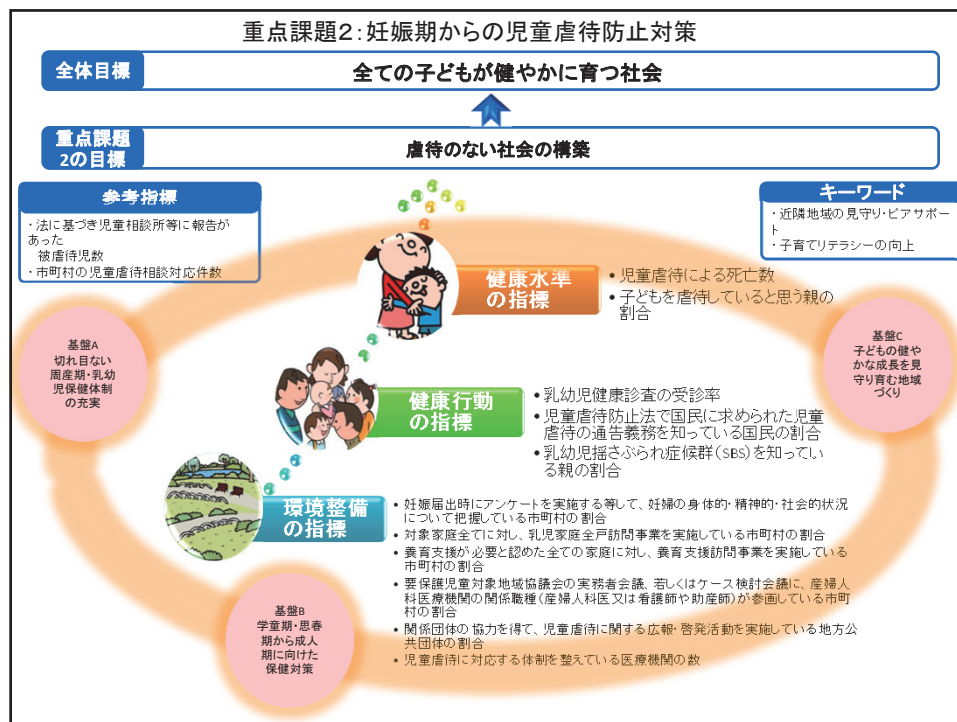 重点課題2:妊娠期からの児童虐待防止対策
全体目標
全ての子どもが健やかに育つ社会
重点課題
2の目標
虐待のない社会の構築
参考指標
・法に基づき児童相談所等に報告が
あった
被虐待児数
・市町村の児童虐待相談対応件数
キーワード
・近隣地域の見守り・ピアサポー
ト
・子育てリテラシーの向上
健康水準
の指標
• 児童虐待による死亡数
• 子どもを虐待していると思う親の
割合
基盤A
切れ目ない
周産期・乳幼
児保健体制
の充実
基盤C
子どもの健や
かな成長を見
守り育む地域
づくり
健康行動
の指標
• 乳幼児健康診査の受診率
• 児童虐待防止法で国民に求められた児童
虐待の通告義務を知っている国民の割合
• 乳幼児揺さぶられ症候群(SBS)を知ってい
る親の割合
環境整備
の指標
• 妊娠届出時にアンケートを実施する等して、妊婦の身体的・精神的・社会的状況
について把握している市町村の割合
• 対象家庭全てに対し、乳児家庭全戸訪問事業を実施している市町村の割合
• 養育支援が必要と認めた全ての家庭に対し、養育支援訪問事業を実施している
市町村の割合
• 要保護児童対象地域協議会の実務者会議、若しくはケース検討会議に、産婦人
科医療機関の関係職種(産婦人科医又は看護師や助産師)が参画している市町
村の割合
• 関係団体の協力を得て、児童虐待に関する広報・啓発活動を実施している地方公
共団体の割合
• 児童虐待に対応する体制を整えている医療機関の数
基盤B
学童期・思春
期から成人
期に向けた
保健対策